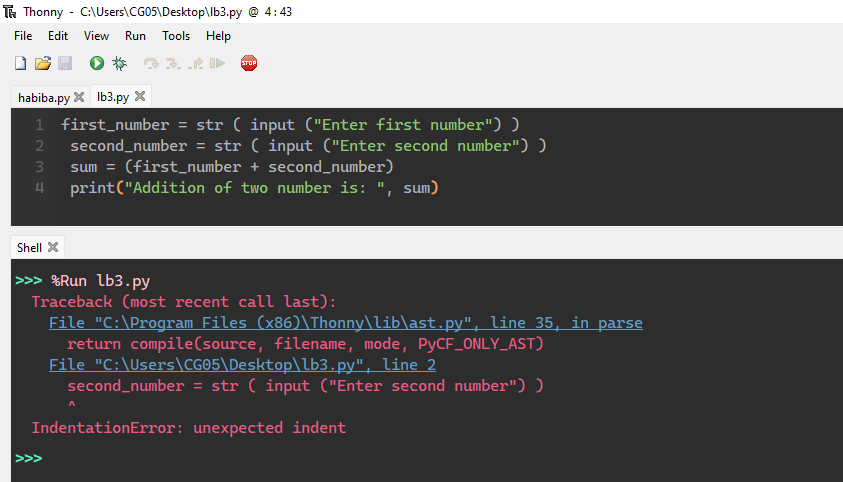 Thonny - C:\Users\CG05\Desktop\lb3.py @ 4:43
File Edit View Run Tools Help
STOP
habiba.py lb3.py
1 first_number = str ( input ("Enter first number") )
2  second_number = str ( input ("Enter second number") )
3  sum = (first_number + second_number)
4  print("Addition of two number is: ", sum)
Shell
>>> %Run lb3.py
Traceback (most recent call last):
File "C:\Program Files (x86)\Thonny\lib\ast.py", line 35, in parse
return compile(source, filename, mode, PyCF_ONLY_AST)
File "C:\Users\CG05\Desktop\lb3.py", line 2
second_number = str ( input ("Enter second number") )
^
IndentationError: unexpected indent
>>>